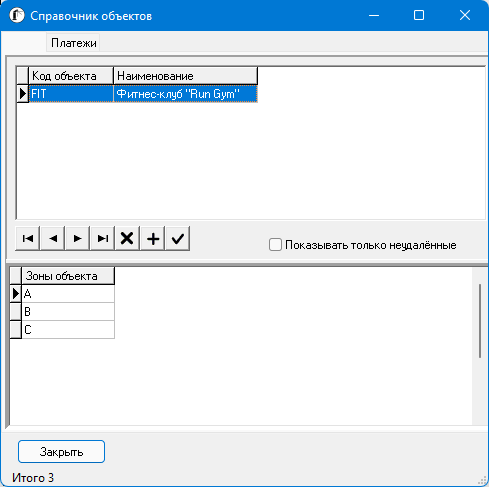 Справочник объектов
Платежи
Код объекта Наименование
FIT Фитнес-клуб "Run Gym"
Показывать только неудалённые
Зоны объекта
A
B
C
Закрыть
Итого 3